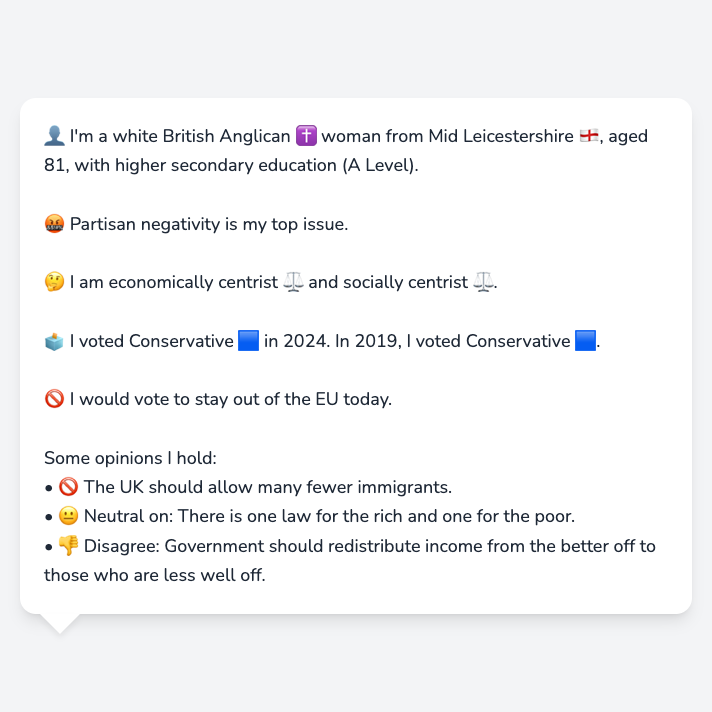 👤 I'm a white British Anglican ✝️ woman from Mid Leicestershire 🏴󠁧󠁢󠁥󠁮󠁧󠁿, aged
81, with higher secondary education (A Level).
🤬 Partisan negativity is my top issue.
🤔 I am economically centrist ⚖️ and socially centrist ⚖️.
🗳️ I voted Conservative 🟦 in 2024. In 2019, I voted Conservative 🟦.
🚫 I would vote to stay out of the EU today.
Some opinions I hold:
• 🚫 The UK should allow many fewer immigrants.
• 😐 Neutral on: There is one law for the rich and one for the poor.
• 👎 Disagree: Government should redistribute income from the better off to
those who are less well off.